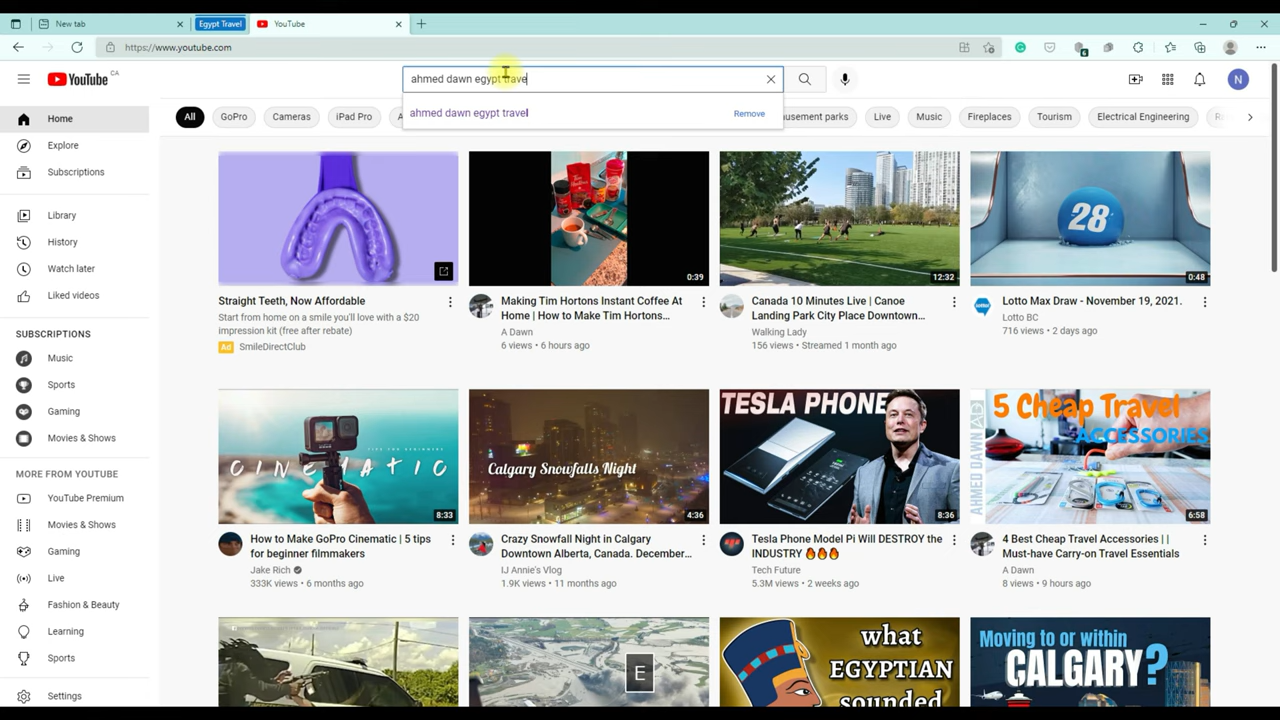 New tab
Egypt Travel
YouTube
https://www.youtube.com
6
YouTube CA
ahmed dawn egypt trave
N
ahmed dawn egypt travel
Remove
All
GoPro
Cameras
iPad Pro
usement parks
Live
Music
Fireplaces
Tourism
Electrical Engineering
Home
Explore
Subscriptions
Library
History
Watch later
Liked videos
SUBSCRIPTIONS
Music
Sports
Gaming
Movies & Shows
MORE FROM YOUTUBE
YouTube Premium
Movies & Shows
Gaming
Live
Fashion & Beauty
Learning
Sports
Settings
Straight Teeth, Now Affordable
Start from home on a smile you'll love with a $20
impression kit (free after rebate)
Ad SmileDirectClub
Tim Hortons
0:39
Making Tim Hortons Instant Coffee At
Home | How to Make Tim Hortons...
A Dawn
6 views • 6 hours ago
12:32
Canada 10 Minutes Live | Canoe
Landing Park City Place Downtown...
Walking Lady
156 views • Streamed 1 month ago
28
0:48
Lotto Max Draw - November 19, 2021.
Lotto BC
716 views • 2 days ago
CINEMATIC
8:33
How to Make GoPro Cinematic | 5 tips
for beginner filmmakers
Jake Rich
333K views • 6 months ago
Calgary Snowfalls Night
4:36
Crazy Snowfall Night in Calgary
Downtown Alberta, Canada. December...
IJ Annie's Vlog
1.9K views • 11 months ago
TESLA PHONE
8:36
Tesla Phone Model Pi Will DESTROY the
INDUSTRY 🔥🔥🔥
Tech Future
5.3M views • 2 weeks ago
5 Cheap Travel
ACCESSORIES
AHMED DAWN
6:58
4 Best Cheap Travel Accessories | |
Must-have Carry-on Travel Essentials
A Dawn
8 views • 9 hours ago
E
what
EGYPTIAN
sounded
Moving to or within
CALGARY?